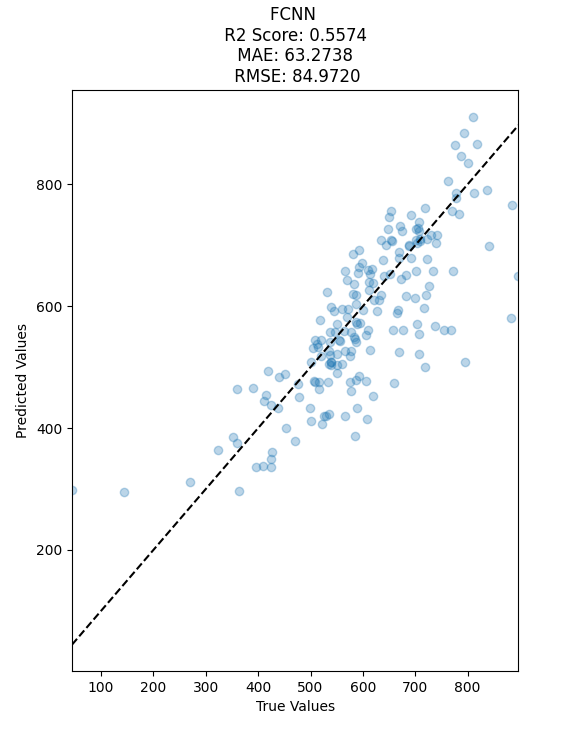 FCNN
R2 Score: 0.5574
MAE: 63.2738
RMSE: 84.9720
800
600
400
200
Predicted Values
100 200 300 400 500 600 700 800
True Values